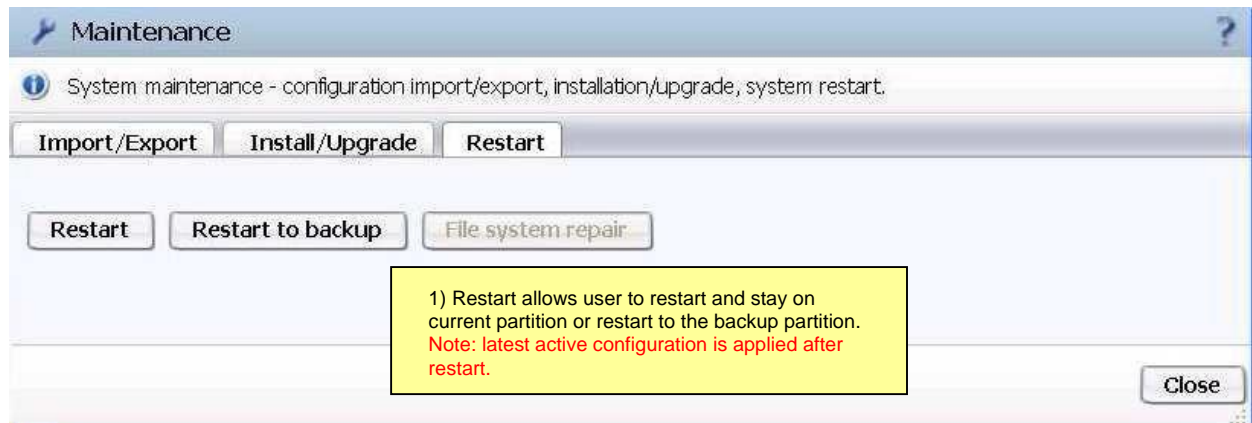 Maintenance
?
System maintenance - configuration import/export, installation/upgrade, system restart.
Import/Export Install/Upgrade Restart
Restart Restart to backup File system repair
1) Restart allows user to restart and stay on
current partition or restart to the backup partition.
Note: latest active configuration is applied after
restart.
Close